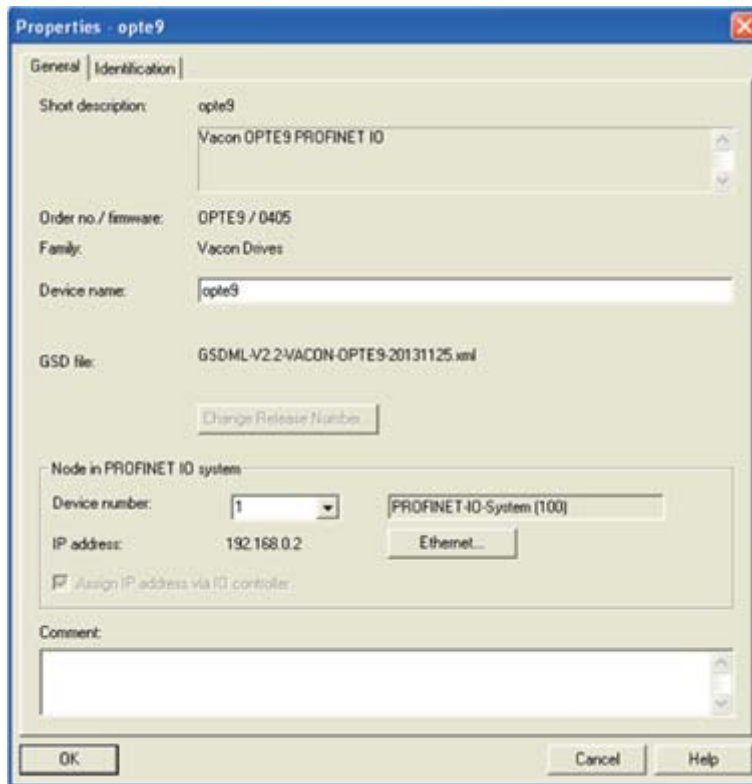 Properties - opte9
General
Identification
Short description: opte9
Vacon OPTE9 PROFINET IO
Order no./ firmware: OPTE9 / 0405
Family: Vacon Drives
Device name: opte9
GSD file: GSDML-V2.2-VACON-OPTE9-20131125.xml
Change Release Number...
Node in PROFINET IO system
Device number: 1 PROFINET-IO-System (100)
IP address: 192.168.0.2 Ethernet...
Assign IP address via IO controller
Comment:
OK Cancel Help